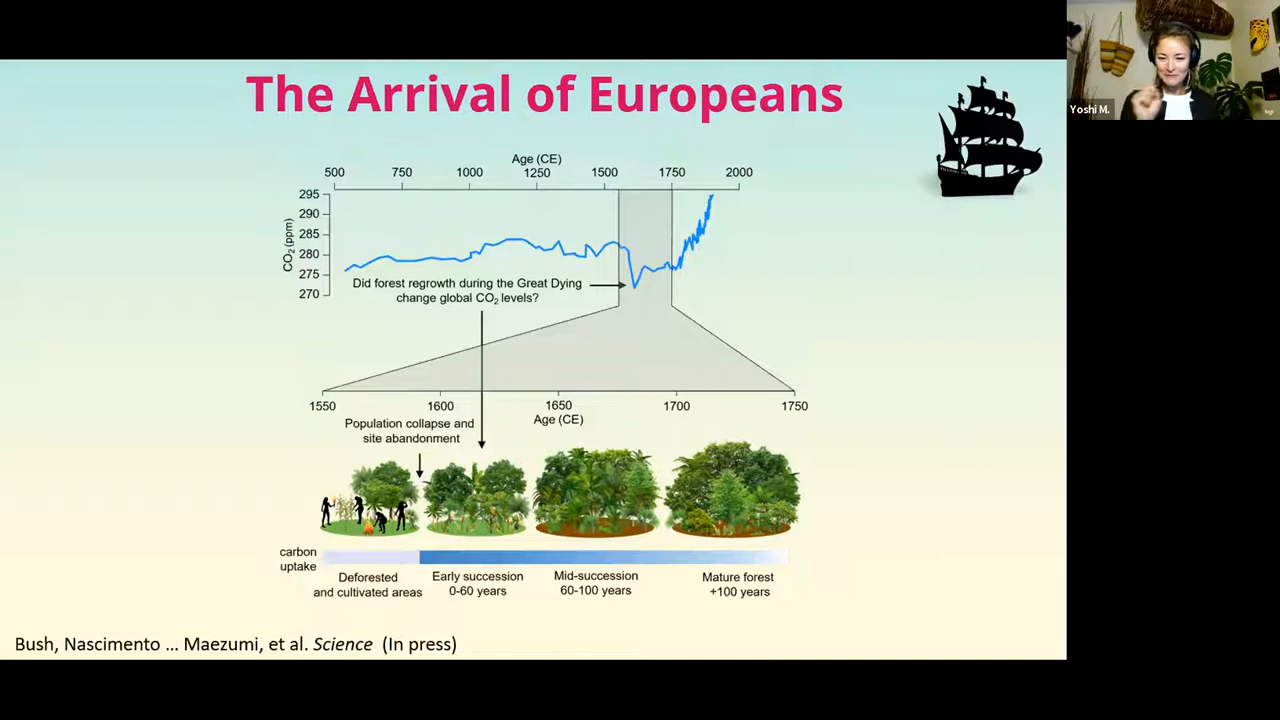 The Arrival of Europeans
Yoshi M.
Age (CE)
500 750 1000 1250 1500 1750 2000
295
290
285
280
275
270
CO2 (ppm)
Did forest regrowth during the Great Dying
change global CO2 levels?
1550 1600 1650 1700 1750
Age (CE)
Population collapse and
site abandonment
carbon
uptake
Deforested
and cultivated areas
Early succession
0-60 years
Mid-succession
60-100 years
Mature forest
+100 years
Bush, Nascimento ... Maezumi, et al. Science (In press)